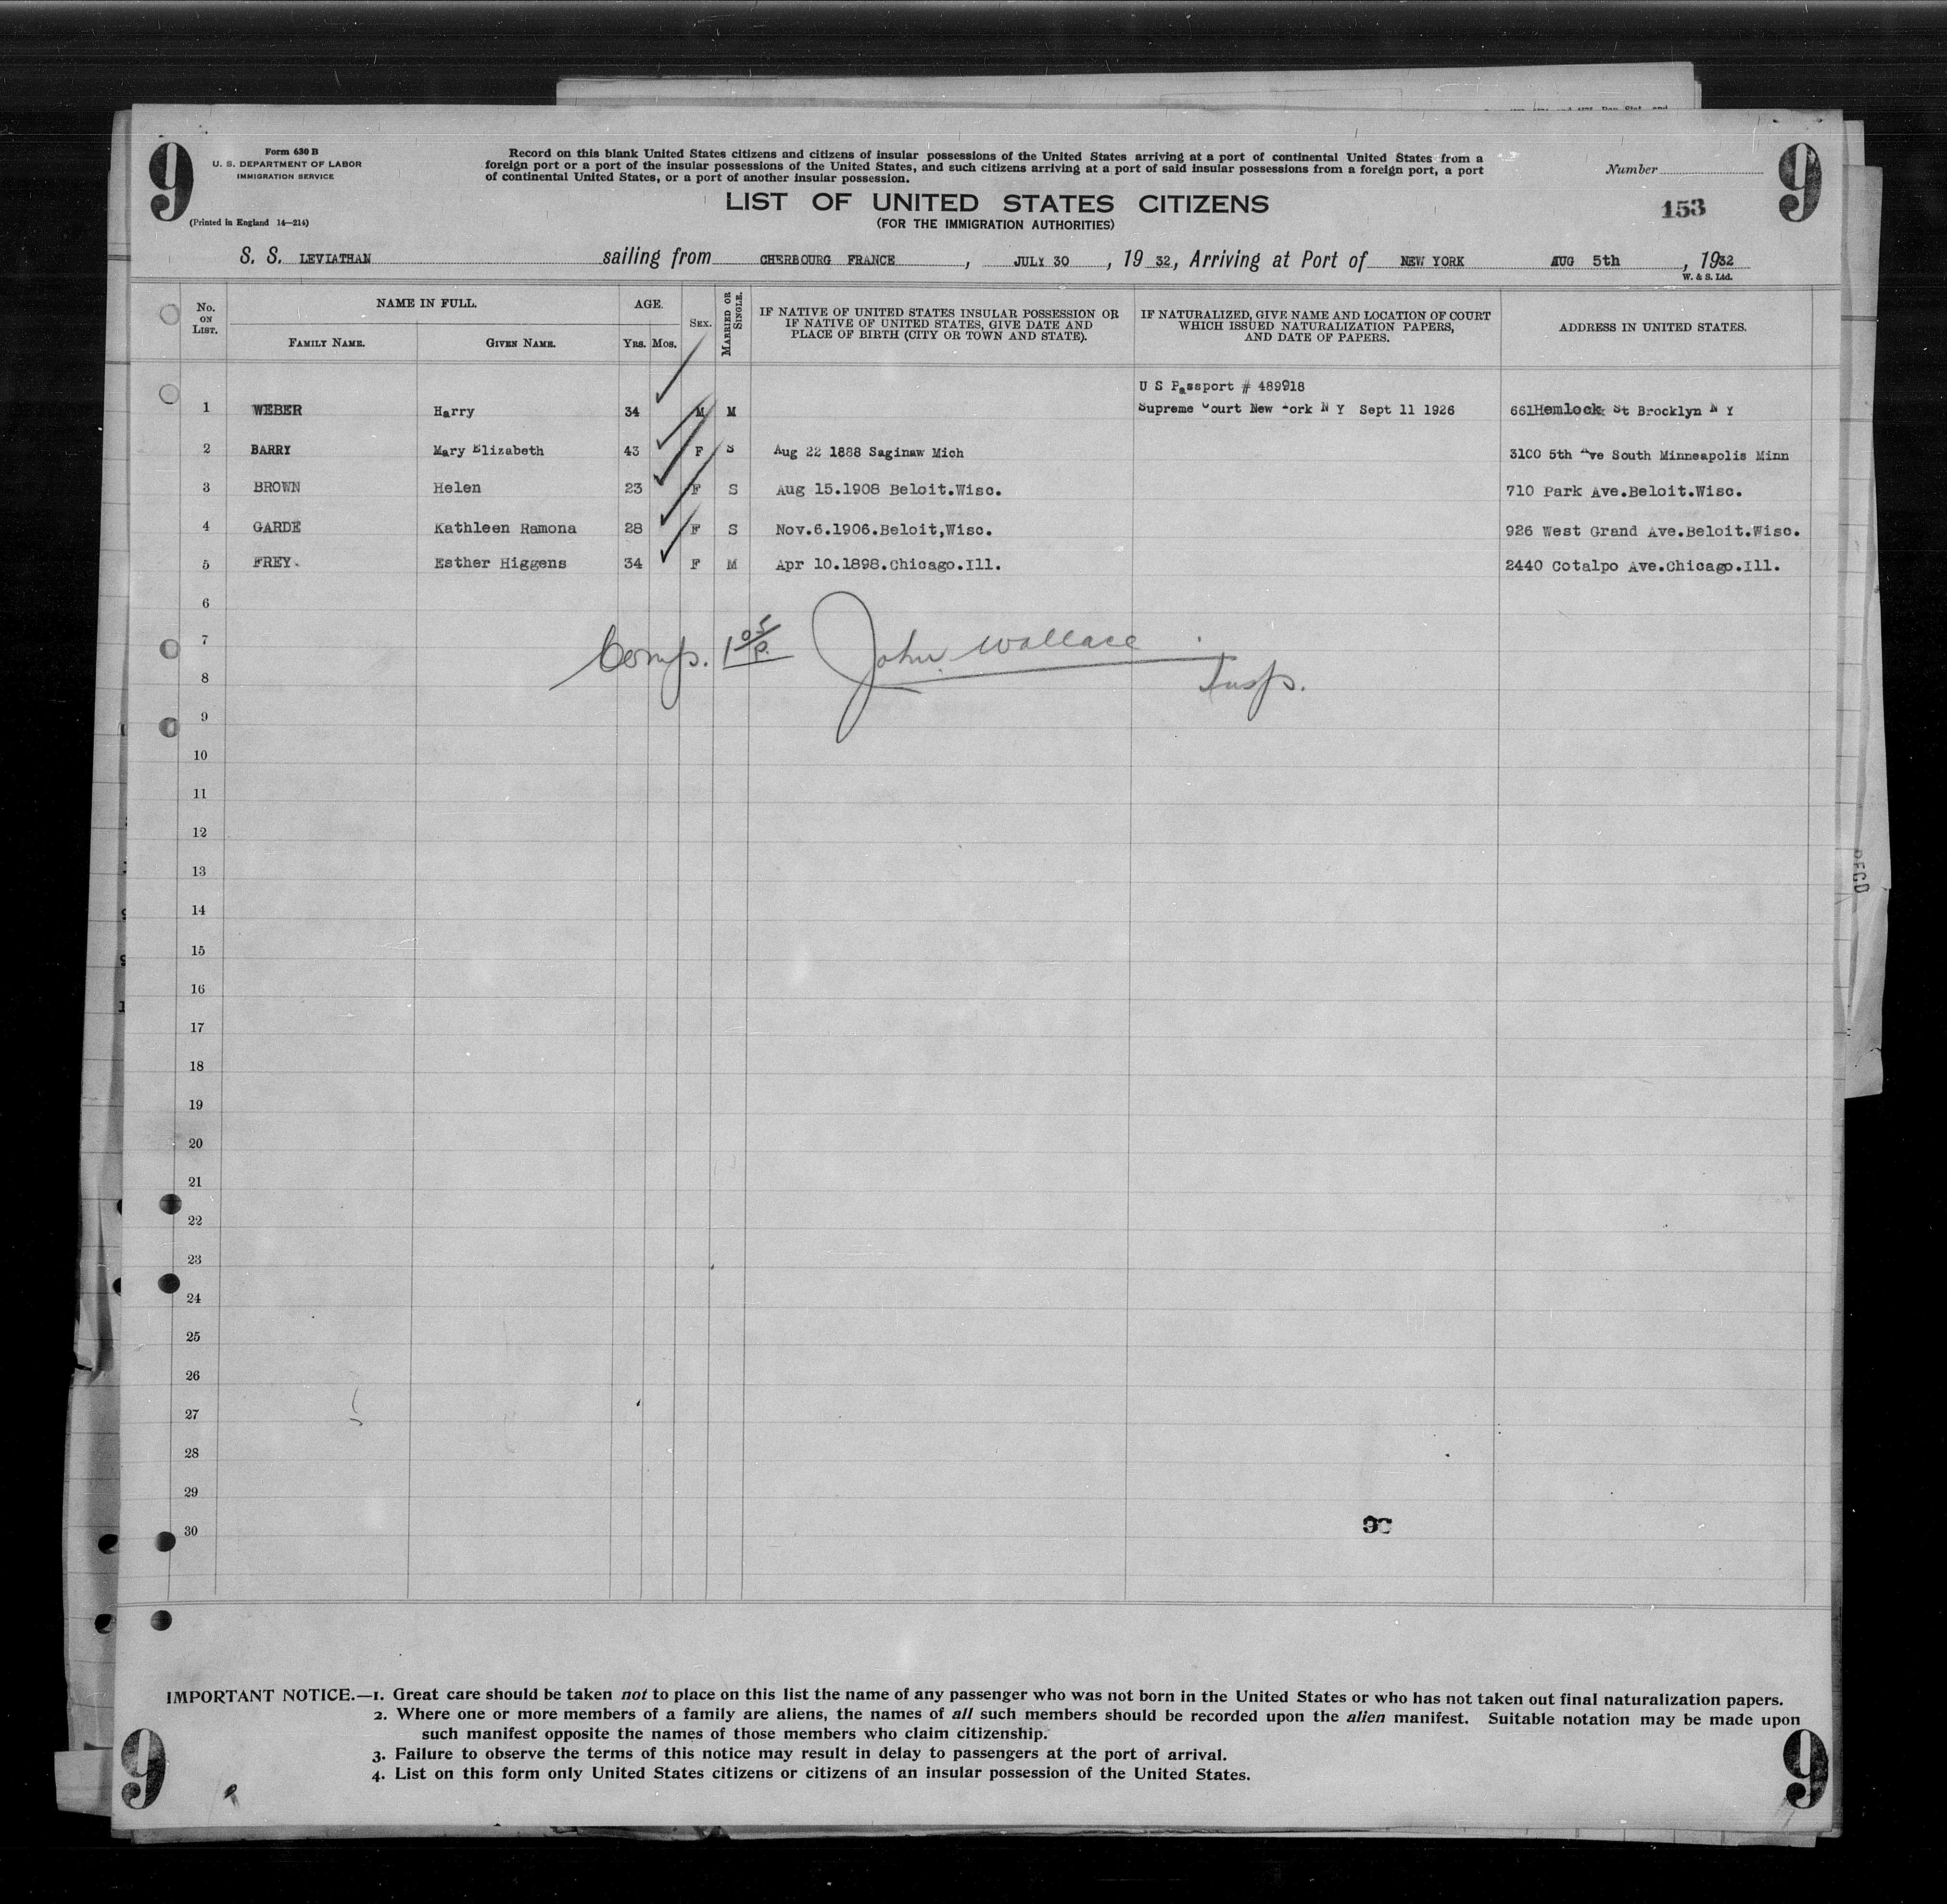 9
Form 630 B
U. S. DEPARTMENT OF LABOR
IMMIGRATION SERVICE
(Printed in England 14—214)
Record on this blank United States citizens and citizens of insular possessions of the United States arriving at a port of continental United States from a
foreign port or a port of the insular possessions of the United States, and such citizens arriving at a port of said insular possessions from a foreign port, a port
of continental United States, or a port of another insular possession.
LIST OF UNITED STATES CITIZENS
(FOR THE IMMIGRATION AUTHORITIES)
Number
153
9
S. S. LEVIATHAN sailing from CHERBOURG FRANCE, JULY 30, 19 32, Arriving at Port of NEW YORK AUG 5th, 1932
W. & S. Ltd.
No. ON LIST. NAME IN FULL. FAMILY NAME. GIVEN NAME. AGE. YRS. MOS. SEX. MARRIED OR SINGLE.
IF NATIVE OF UNITED STATES INSULAR POSSESSION OR
IF NATIVE OF UNITED STATES, GIVE DATE AND
PLACE OF BIRTH (CITY OR TOWN AND STATE).
IF NATURALIZED, GIVE NAME AND LOCATION OF COURT
WHICH ISSUED NATURALIZATION PAPERS,
AND DATE OF PAPERS.
ADDRESS IN UNITED STATES.
U S Passport # 489918
1 WEBER Harry 34 M M Supreme Court New York N Y Sept 11 1926 661Hemlock St Brocklyn N Y
2 BARRY Mary Elizabeth 43 F S Aug 22 1888 Saginaw Mich 3100 5th Ave South Minneapolis Minn
3 BROWN Helen 23 F S Aug 15.1908 Beloit.Wisc. 710 Park Ave.Beloit.Wisc.
4 GARDE Kathleen Ramona 28 F S Nov.6.1906.Beloit,Wisc. 926 West Grand Ave.Beloit.Wisc.
5 FREY. Esther Higgens 34 F M Apr 10.1898.Chicago.Ill. 2440 Cotalpo Ave.Chicago.Ill.
6
7
Comp. 1 05/p. John Wallace
Insp.
8
9
10
11
12
13
14
15
16
17
18
19
20
21
22
23
24
25
26
27
28
29
30
IMPORTANT NOTICE.—1. Great care should be taken not to place on this list the name of any passenger who was not born in the United States or who has not taken out final naturalization papers.
2. Where one or more members of a family are aliens, the names of all such members should be recorded upon the alien manifest. Suitable notation may be made upon
such manifest opposite the names of those members who claim citizenship.
3. Failure to observe the terms of this notice may result in delay to passengers at the port of arrival.
4. List on this form only United States citizens or citizens of an insular possession of the United States.
9
9